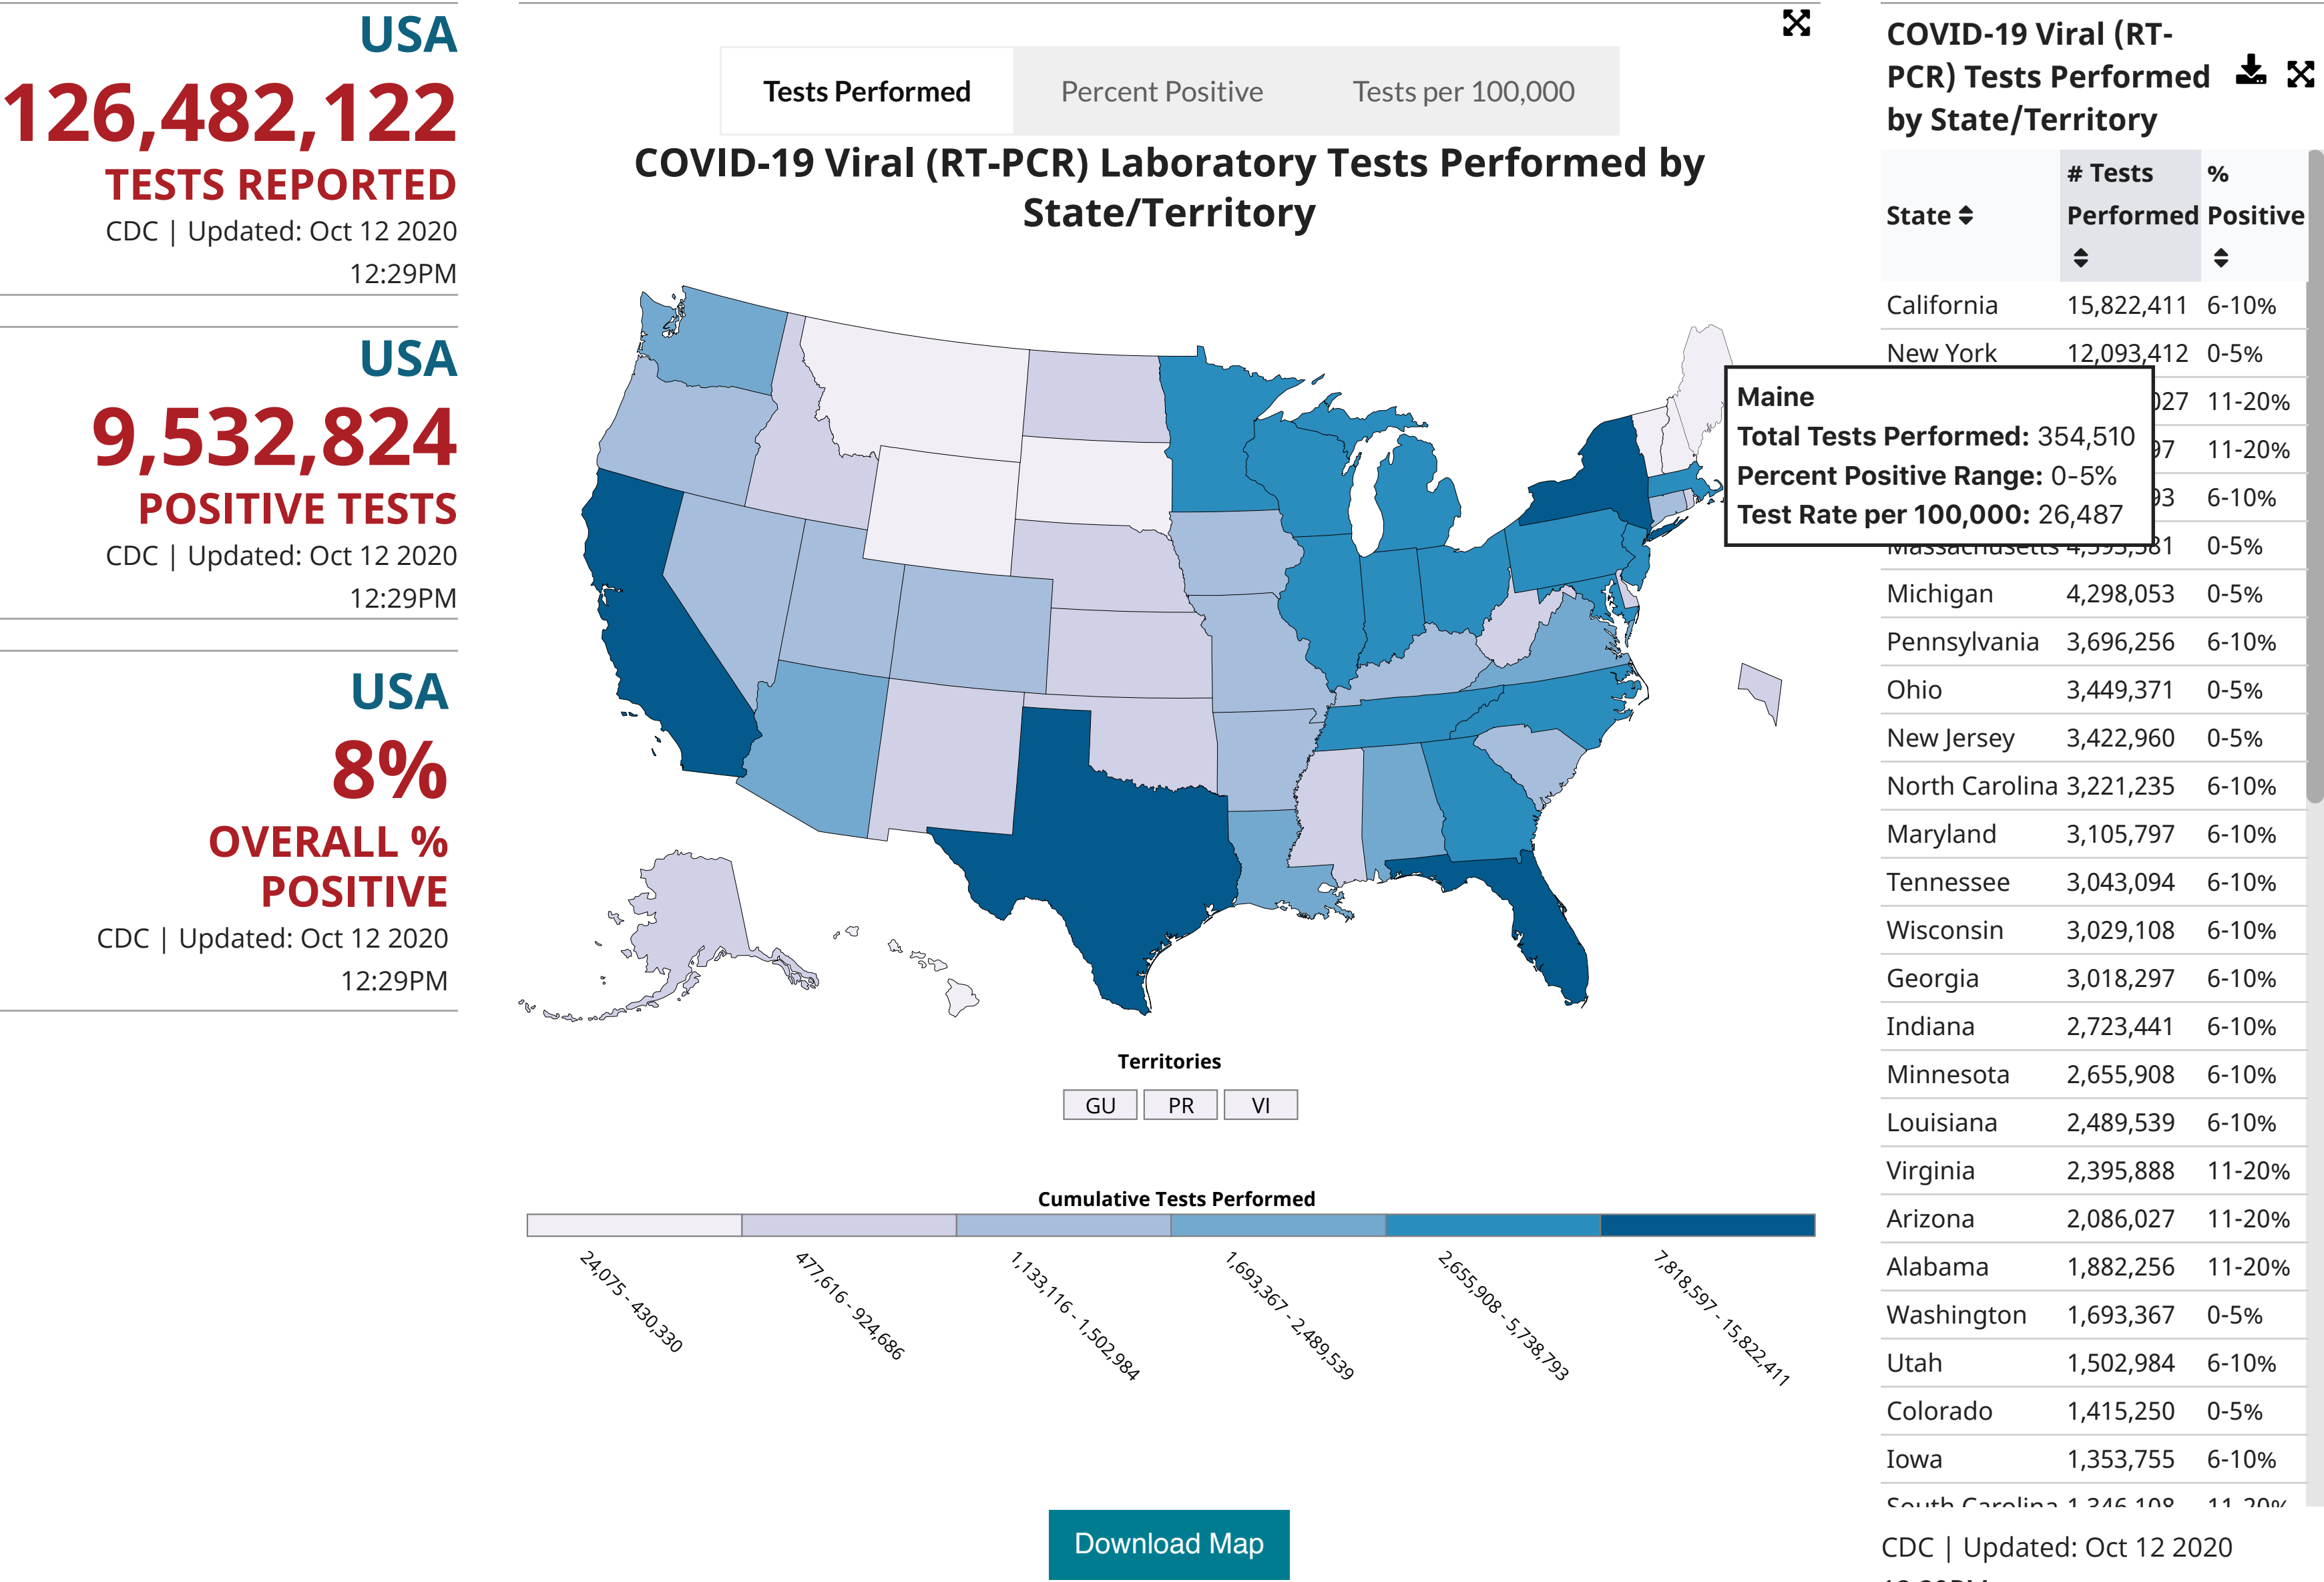 USA
126,482,122
TESTS REPORTED
CDC | Updated: Oct 12 2020
12:29PM
USA
9,532,824
POSITIVE TESTS
CDC | Updated: Oct 12 2020
12:29PM
USA
8%
OVERALL %
POSITIVE
CDC | Updated: Oct 12 2020
12:29PM
Tests Performed Percent Positive Tests per 100,000
COVID-19 Viral (RT-PCR) Laboratory Tests Performed by
State/Territory
Maine
Total Tests Performed: 354,510
Percent Positive Range: 0-5%
Test Rate per 100,000: 26,487
Territories
GU PR VI
Cumulative Tests Performed
24,075 - 430,330
477,616 - 924,686
1,133,116 - 1,502,984
1,693,367 - 2,489,539
2,655,908 - 5,738,793
7,818,597 - 15,822,411
Download Map
COVID-19 Viral (RT-
PCR) Tests Performed
by State/Territory
State # Tests Performed % Positive
California 15,822,411 6-10%
New York 12,093,412 0-5%
027 11-20%
97 11-20%
93 6-10%
Massachusetts 4,393,381 0-5%
Michigan 4,298,053 0-5%
Pennsylvania 3,696,256 6-10%
Ohio 3,449,371 0-5%
New Jersey 3,422,960 0-5%
North Carolina 3,221,235 6-10%
Maryland 3,105,797 6-10%
Tennessee 3,043,094 6-10%
Wisconsin 3,029,108 6-10%
Georgia 3,018,297 6-10%
Indiana 2,723,441 6-10%
Minnesota 2,655,908 6-10%
Louisiana 2,489,539 6-10%
Virginia 2,395,888 11-20%
Arizona 2,086,027 11-20%
Alabama 1,882,256 11-20%
Washington 1,693,367 0-5%
Utah 1,502,984 6-10%
Colorado 1,415,250 0-5%
Iowa 1,353,755 6-10%
South Carolina 1,346,108 11-20%
CDC | Updated: Oct 12 2020